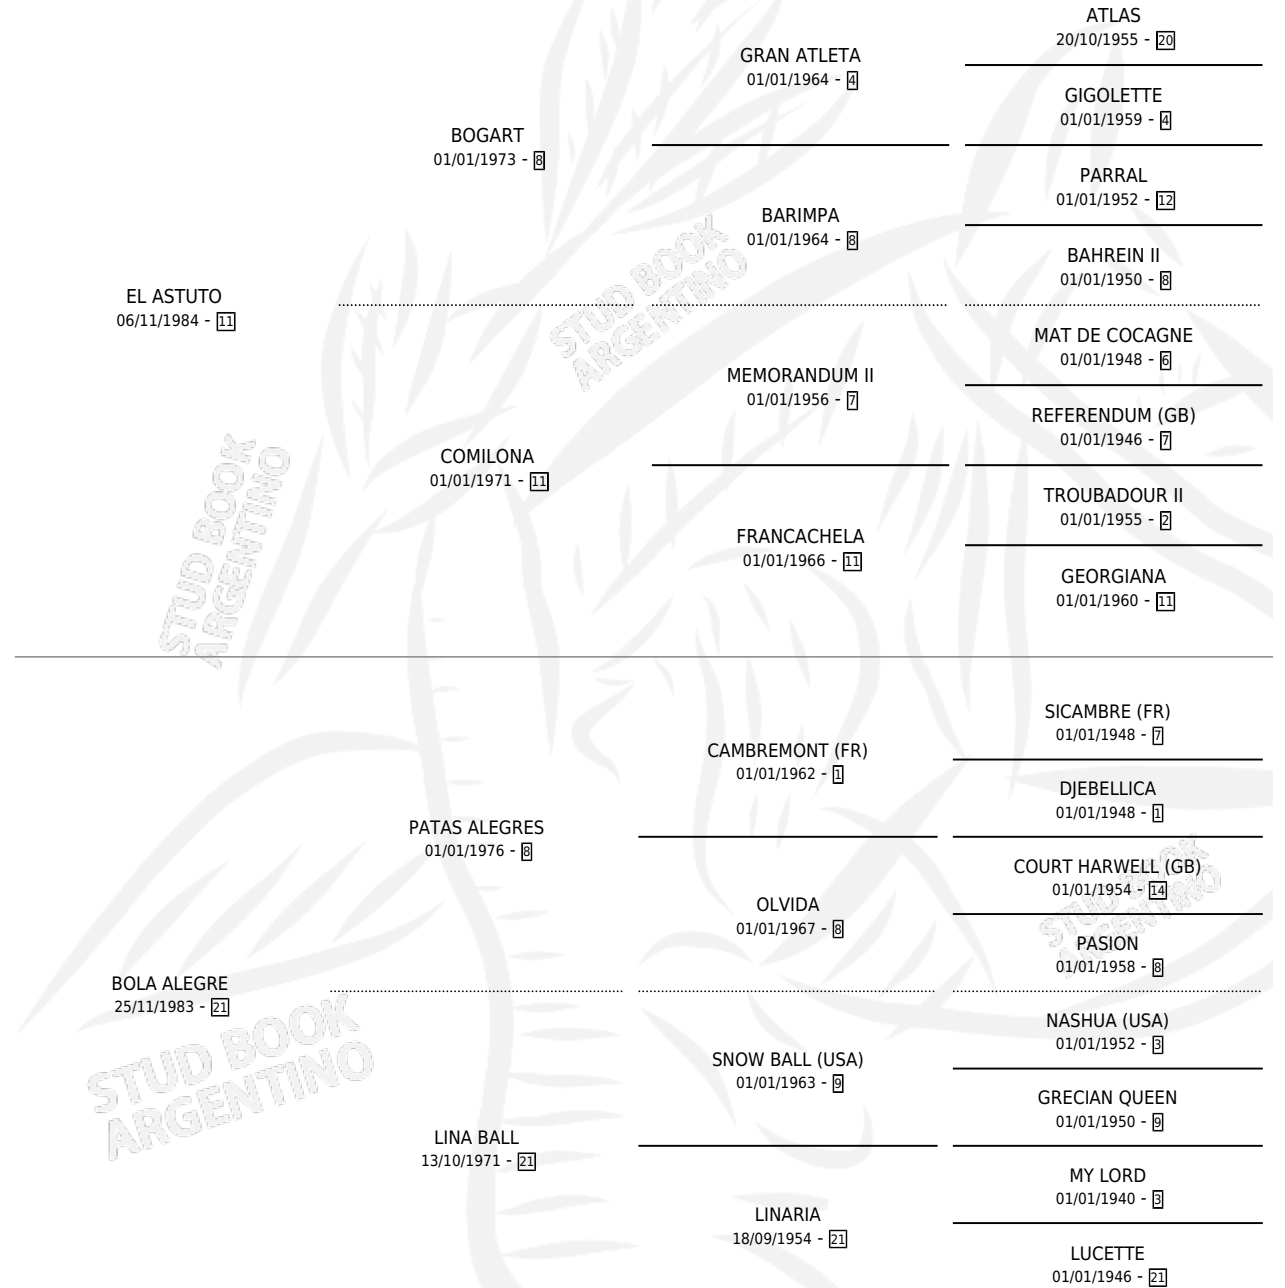 ATLAS
20/10/1955 - 20
GRAN ATLETA
01/01/1964 - 4
GIGOLETTE
01/01/1959 - 4
BOGART
01/01/1973 - 8
PARRAL
01/01/1952 - 12
BARIMPA
01/01/1964 - 8
BAHREIN II
01/01/1950 - 8
EL ASTUTO
06/11/1984 - 11
STUD BOOK
ARGENTINO
MAT DE COCAGNE
01/01/1948 - 6
MEMORANDUM II
01/01/1956 - 7
REFERENDUM (GB)
01/01/1946 - 7
COMILONA
01/01/1971 - 11
TROUBADOUR II
01/01/1955 - 2
FRANCACHELA
01/01/1966 - 11
GEORGIANA
01/01/1960 - 11
STUD BOOK
ARGENTINO
SICAMBRE (FR)
01/01/1948 - 7
CAMBREMONT (FR)
01/01/1962 - 1
DJEBELLICA
01/01/1948 - 1
PATAS ALEGRES
01/01/1976 - 8
COURT HARWELL (GB)
01/01/1954 - 14
OLVIDA
01/01/1967 - 8
STUD BOOK
ARGENTINO
PASION
01/01/1958 - 8
BOLA ALEGRE
25/11/1983 - 21
NASHUA (USA)
01/01/1952 - 3
SNOW BALL (USA)
01/01/1963 - 9
STUD BOOK
ARGENTINO
GRECIAN QUEEN
01/01/1950 - 9
LINA BALL
13/10/1971 - 21
MY LORD
01/01/1940 - 3
LINARIA
18/09/1954 - 21
LUCETTE
01/01/1946 - 21